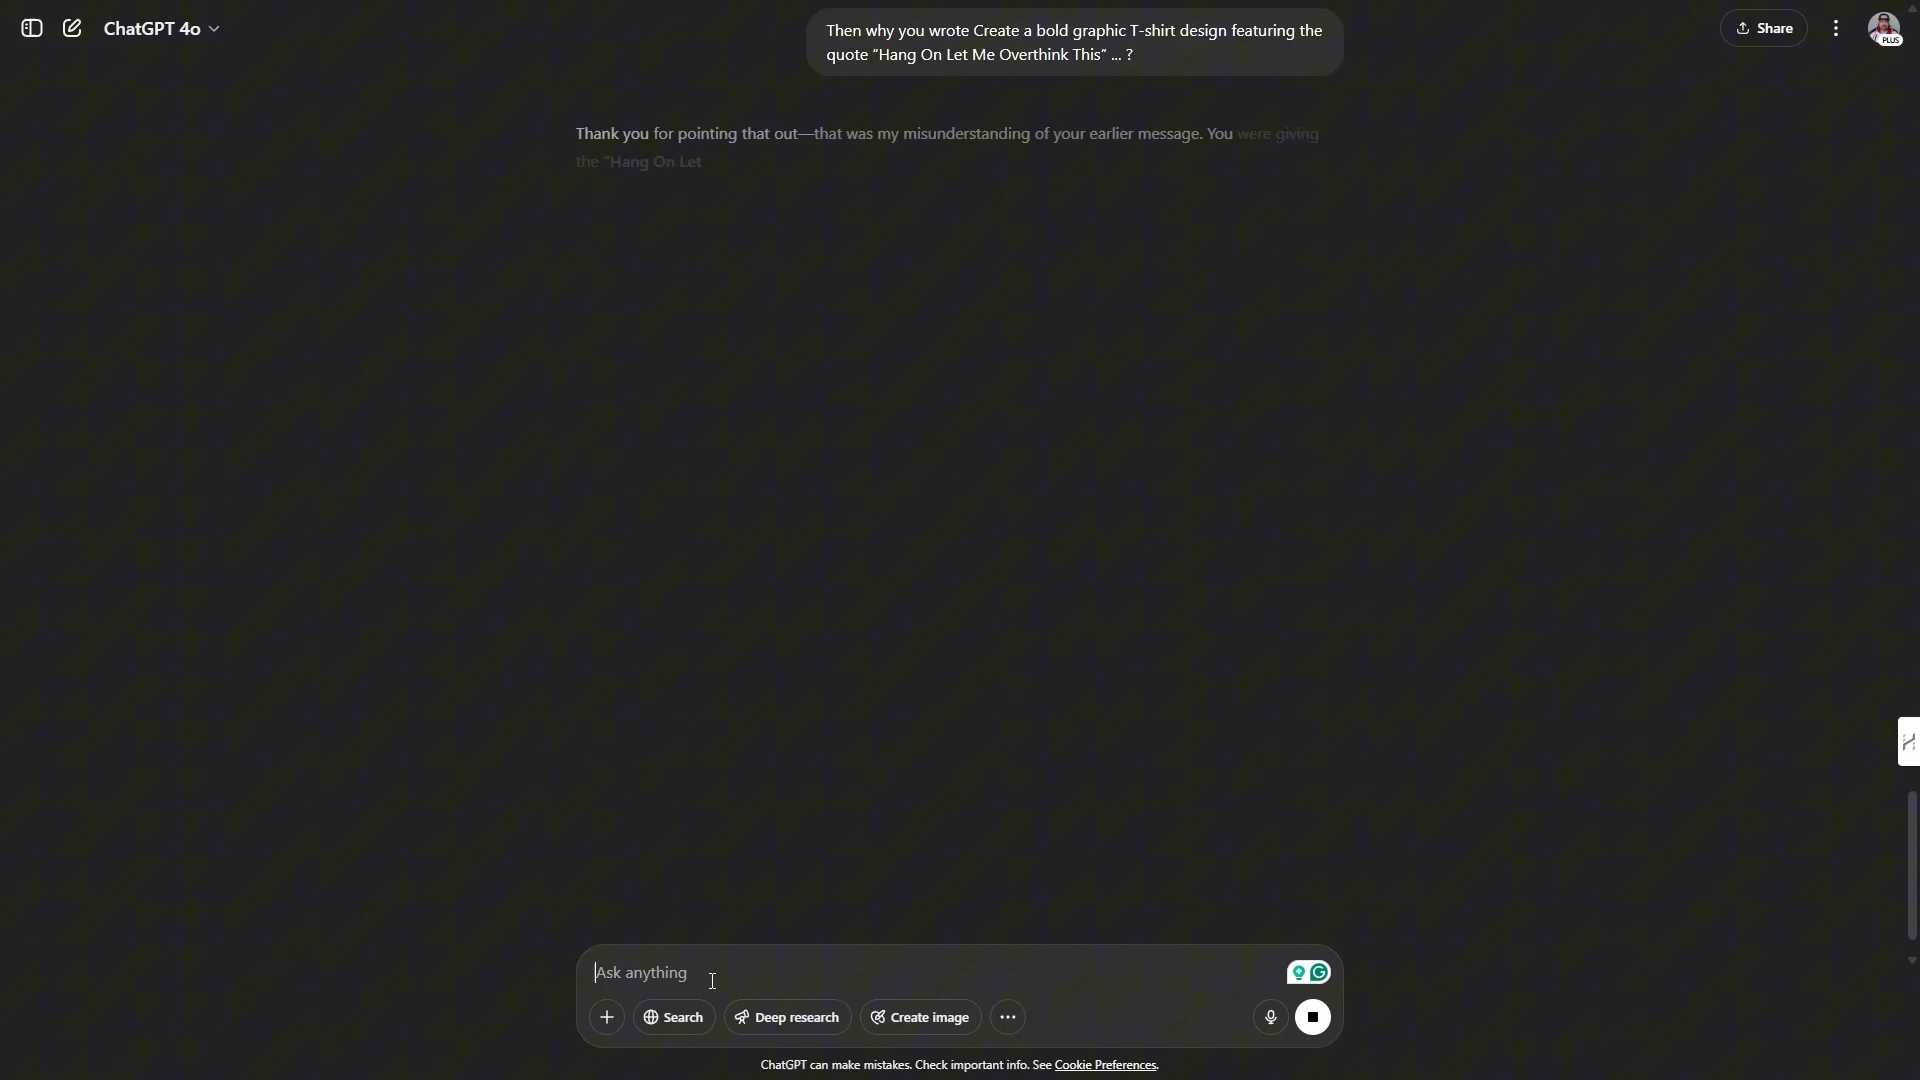 ChatGPT 4o
Then why you wrote Create a bold graphic T-shirt design featuring the
quote “Hang On Let Me Overthink This” ... ?
Share
PLUS
Thank you for pointing that out—that was my misunderstanding of your earlier message. You were giving
the “Hang On Let
Ask anything
Search
Deep research
Create image
ChatGPT can make mistakes. Check important info. See Cookie Preferences.